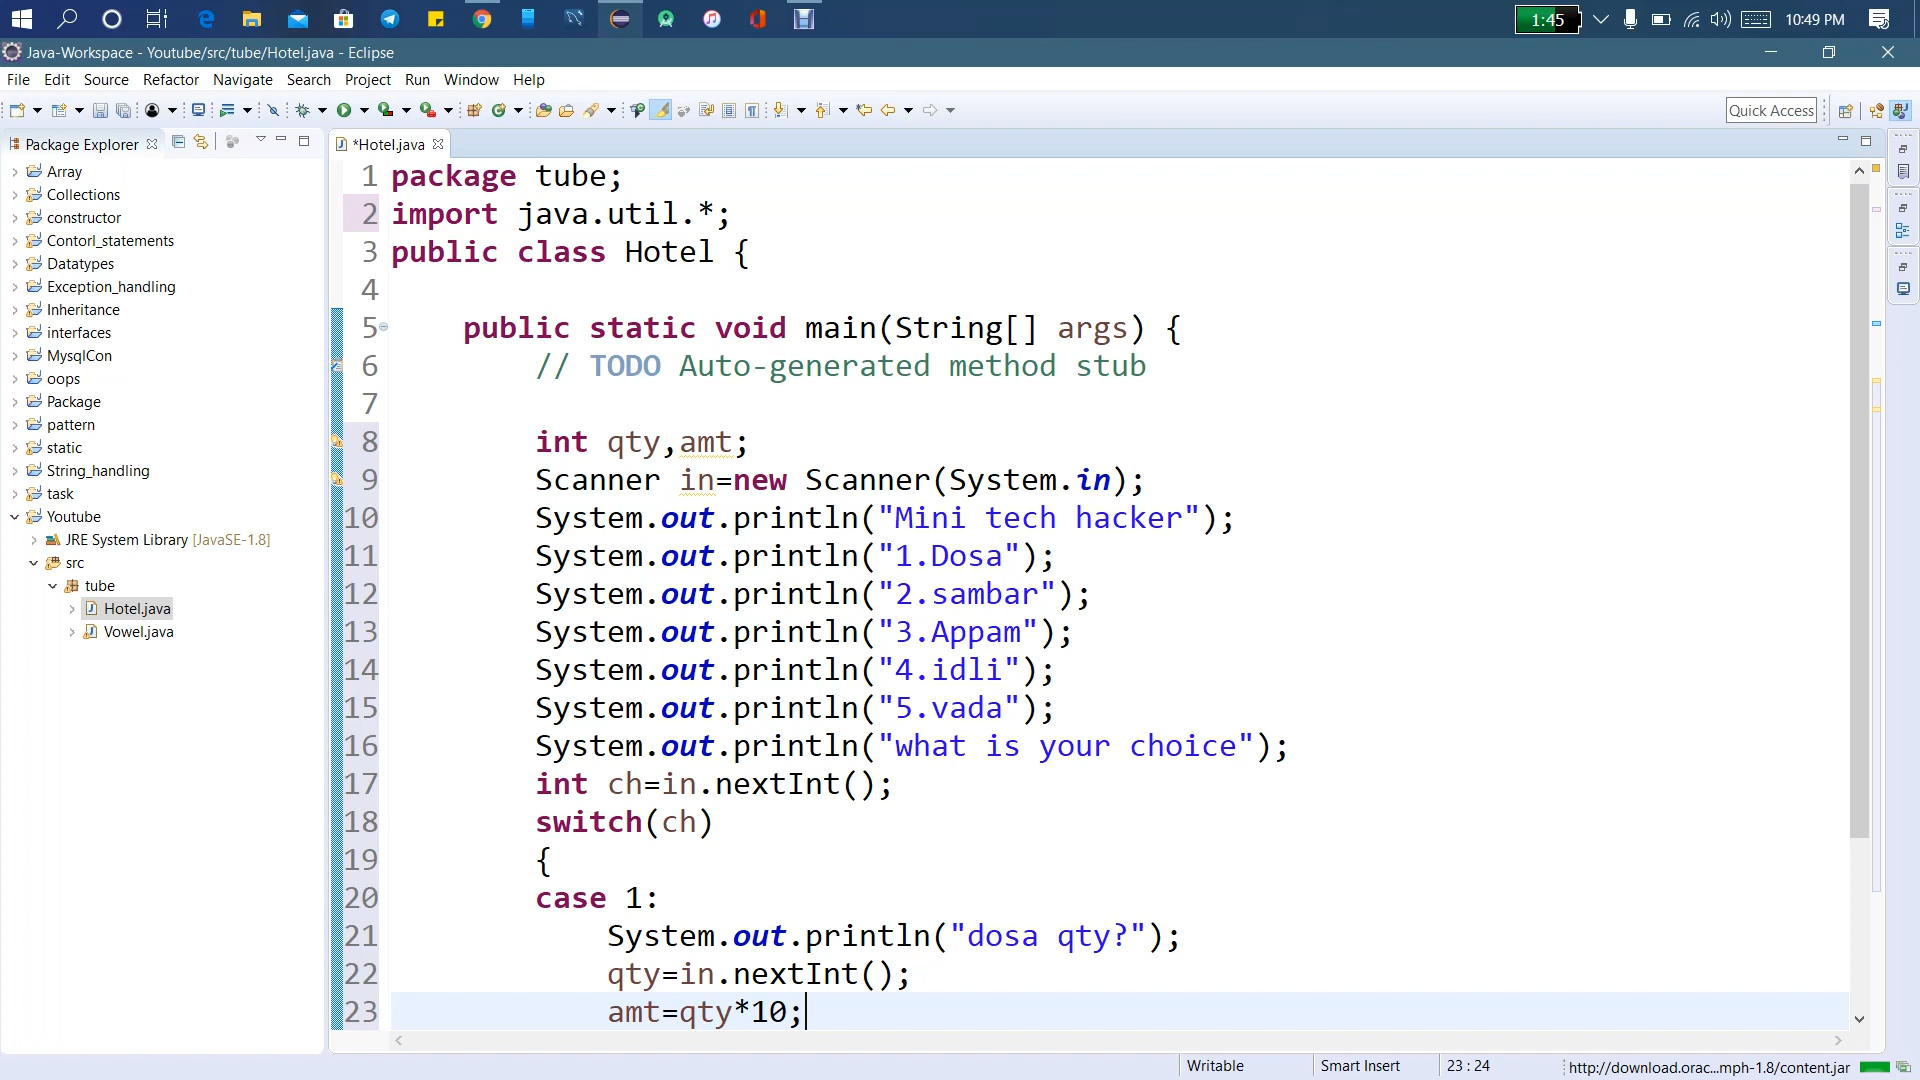 1:45
10:49 PM
Java-Workspace - Youtube/src/tube/Hotel.java - Eclipse
File Edit Source Refactor Navigate Search Project Run Window Help
Quick Access
Package Explorer
*Hotel.java
Array
Collections
constructor
Contorl_statements
Datatypes
Exception_handling
Inheritance
interfaces
MysqlCon
oops
Package
pattern
static
String_handling
task
Youtube
JRE System Library [JavaSE-1.8]
src
tube
Hotel.java
Vowel.java
1 package tube;
2 import java.util.*;
3 public class Hotel {
4
5 public static void main(String[] args) {
6 // TODO Auto-generated method stub
7
8 int qty,amt;
9 Scanner in=new Scanner(System.in);
10 System.out.println("Mini tech hacker");
11 System.out.println("1.Dosa");
12 System.out.println("2.sambar");
13 System.out.println("3.Appam");
14 System.out.println("4.idli");
15 System.out.println("5.vada");
16 System.out.println("what is your choice");
17 int ch=in.nextInt();
18 switch(ch)
19 {
20 case 1:
21 System.out.println("dosa qty?");
22 qty=in.nextInt();
23 amt=qty*10;
Writable Smart Insert 23 : 24 http://download.orac...mph-1.8/content.jar